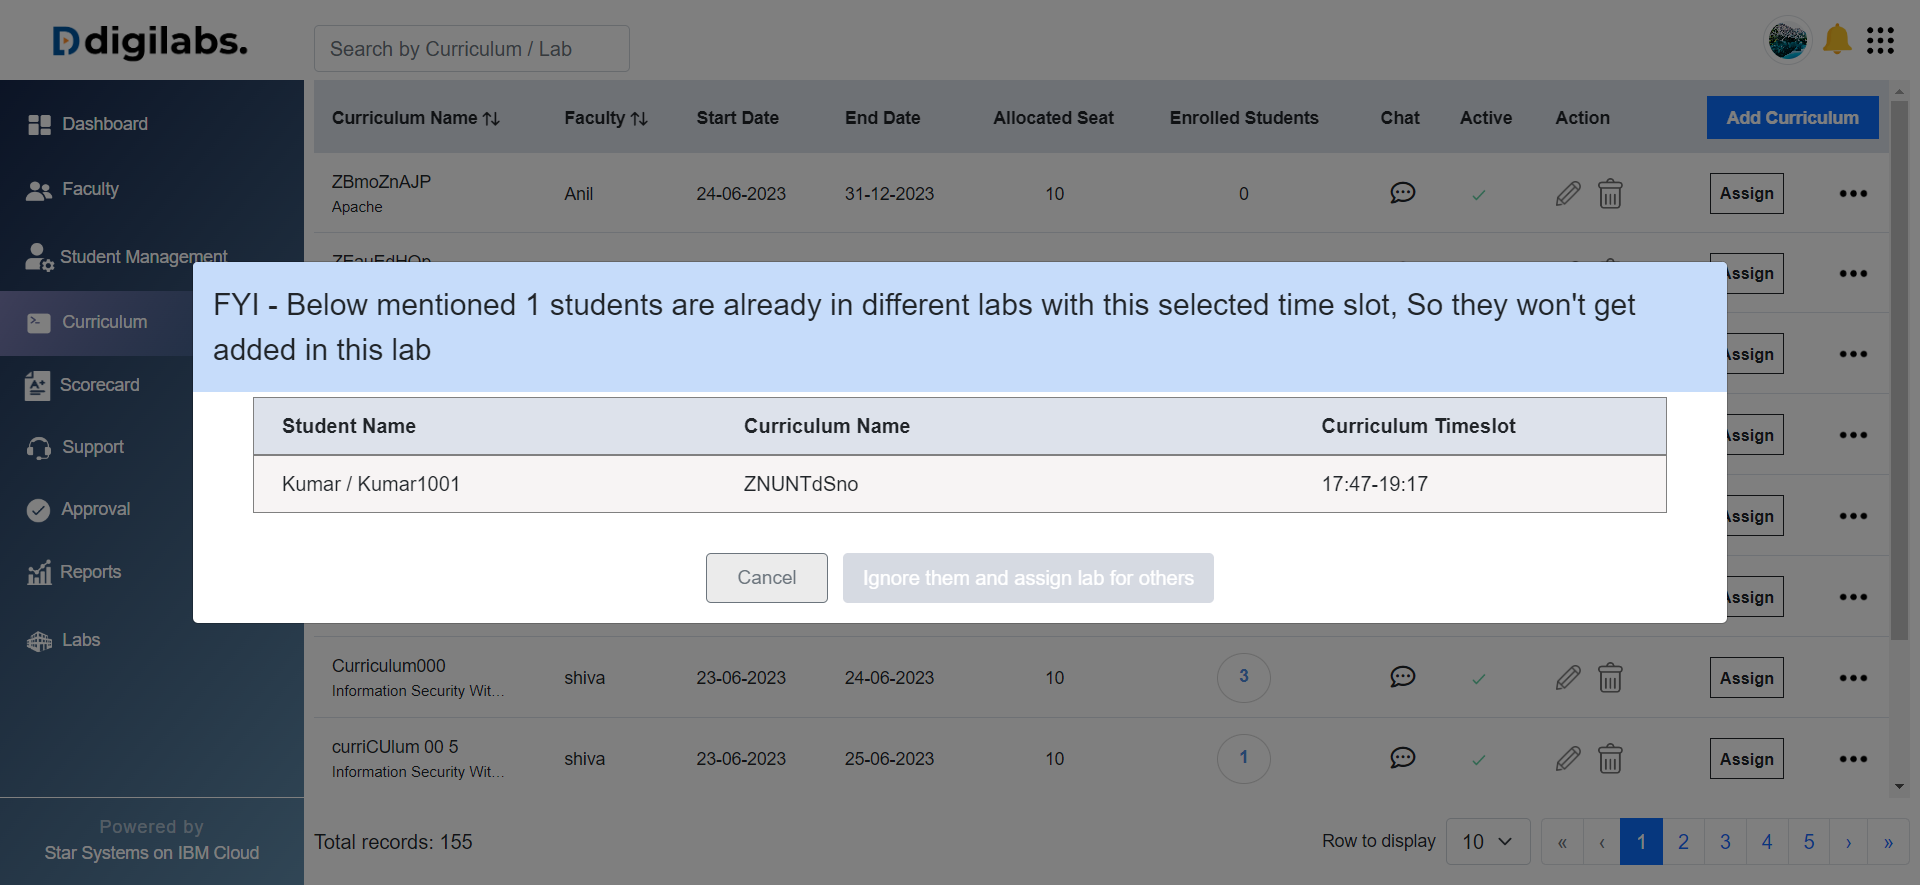 digilabs.
Search by Curriculum / Lab
Dashboard
Faculty
Student Management
Curriculum
Scorecard
Support
Approval
Reports
Labs
Powered by
Star Systems on IBM Cloud
Curriculum Name Faculty Start Date End Date Allocated Seat Enrolled Students Chat Active Action Add Curriculum
ZBmoZnAJP
Apache
Anil 24-06-2023 31-12-2023 10 0 Assign
Assign
FYI - Below mentioned 1 students are already in different labs with this selected time slot, So they won't get
added in this lab
Student Name Curriculum Name Curriculum Timeslot
Kumar / Kumar1001 ZNUNTdSno 17:47-19:17
Cancel Ignore them and assign lab for others
Assign
Assign
Assign
Assign
Curriculum000
Information Security Wit...
shiva 23-06-2023 24-06-2023 10 3 Assign
curriCUlum 00 5
Information Security Wit...
shiva 23-06-2023 25-06-2023 10 1 Assign
Total records: 155
Row to display 10 « ‹ 1 2 3 4 5 › »